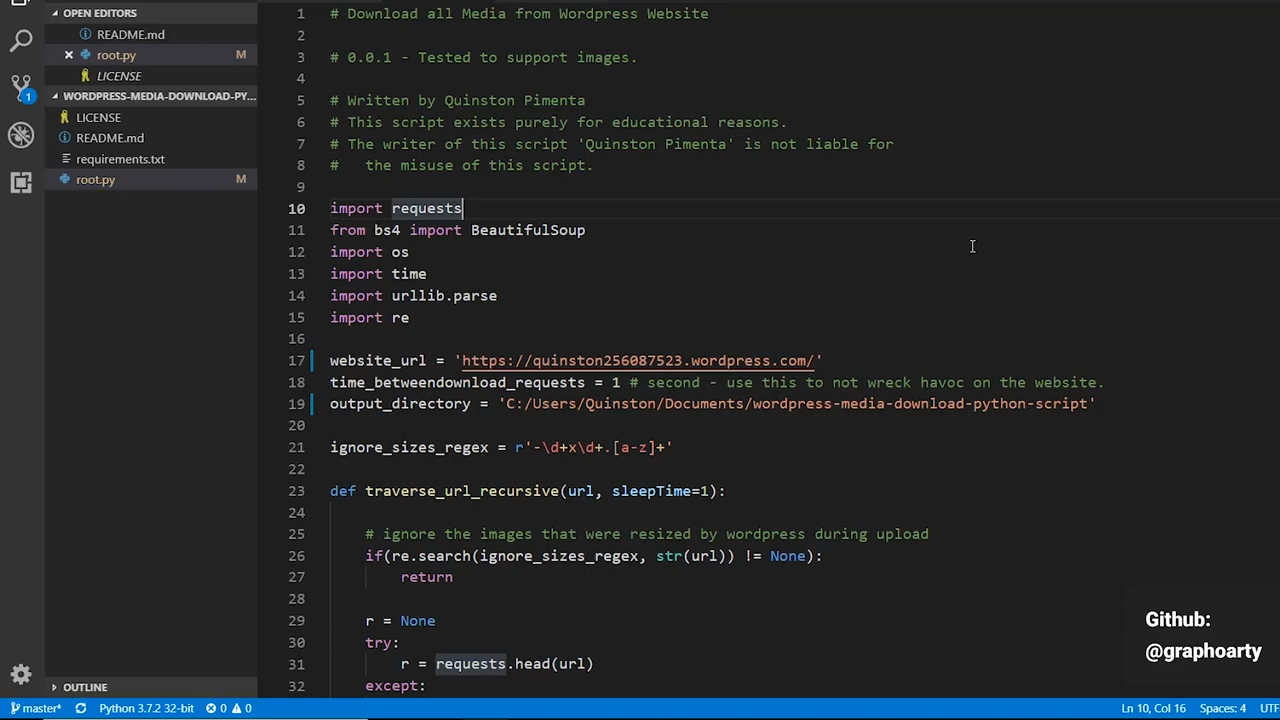 OPEN EDITORS
README.md
root.py M
LICENSE
WORDPRESS-MEDIA-DOWNLOAD-PY...
LICENSE
README.md
requirements.txt
root.py M
1
OUTLINE
1 # Download all Media from Wordpress Website
2
3 # 0.0.1 - Tested to support images.
4
5 # Written by Quinston Pimenta
6 # This script exists purely for educational reasons.
7 # The writer of this script 'Quinston Pimenta' is not liable for
8 #   the misuse of this script.
9
10 import requests
11 from bs4 import BeautifulSoup
12 import os
13 import time
14 import urllib.parse
15 import re
16
17 website_url = 'https://quinston256087523.wordpress.com/'
18 time_betweendownload_requests = 1 # second - use this to not wreck havoc on the website.
19 output_directory = 'C:/Users/Quinston/Documents/wordpress-media-download-python-script'
20
21 ignore_sizes_regex = r'-\d+x\d+.[a-z]+'
22
23 def traverse_url_recursive(url, sleepTime=1):
24
25     # ignore the images that were resized by wordpress during upload
26     if(re.search(ignore_sizes_regex, str(url)) != None):
27         return
28
29     r = None
30     try:
31         r = requests.head(url)
32     except:
Github:
@graphoarty
master* Python 3.7.2 32-bit 0 0 Ln 10, Col 16 Spaces: 4 UTF